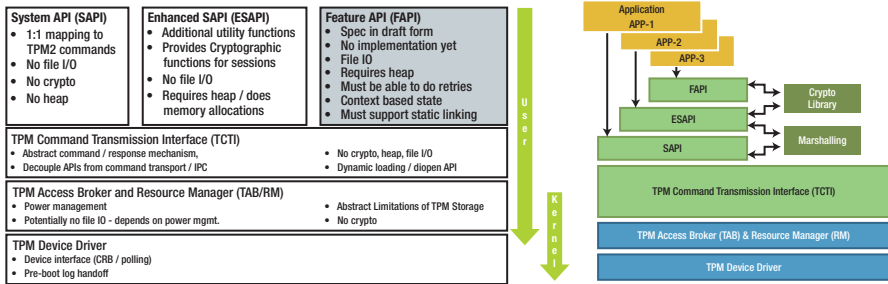 System API (SAPI)
• 1:1 mapping to
TPM2 commands
• No file I/O
• No crypto
• No heap
Enhanced SAPI (ESAPI)
• Additional utility functions
• Provides Cryptographic
functions for sessions
• No file I/O
• Requires heap / does
memory allocations
Feature API (FAPI)
• Spec in draft form
• No implementation yet
• File IO
• Requires heap
• Must be able to do retries
• Context based state
• Must support static linking
TPM Command Transmission Interface (TCTI)
• Abstract command / response mechanism,
• Decouple APIs from command transport / IPC
• No crypto, heap, file I/O
• Dynamic loading / diopen API
TPM Access Broker and Resource Manager (TAB/RM)
• Power management
• Potentially no file IO - depends on power mgmt.
• Abstract Limitations of TPM Storage
• No crypto
TPM Device Driver
• Device interface (CRB / polling)
• Pre-boot log handoff
User
Kernel
Application
APP-1
APP-2
APP-3
FAPI
ESAPI
SAPI
Crypto
Library
Marshalling
TPM Command Transmission Interface (TCTI)
TPM Access Broker (TAB) & Resource Manager (RM)
TPM Device Driver